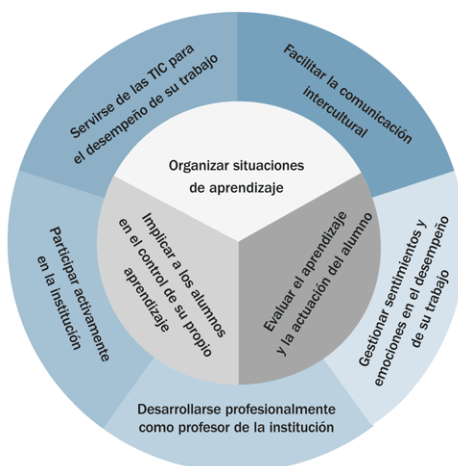 Servirse de las TIC para
el desempeño de su trabajo
Facilitar la comunicación
intercultural
Organizar situaciones
de aprendizaje
Implicar a los alumnos
en el control de su propio
aprendizaje
Evaluar el aprendizaje
y la actuación del alumno
Participar activamente
en la institución
Gestionar sentimientos y
emociones en el desempeño
de su trabajo
Desarrollarse profesionalmente
como profesor de la institución